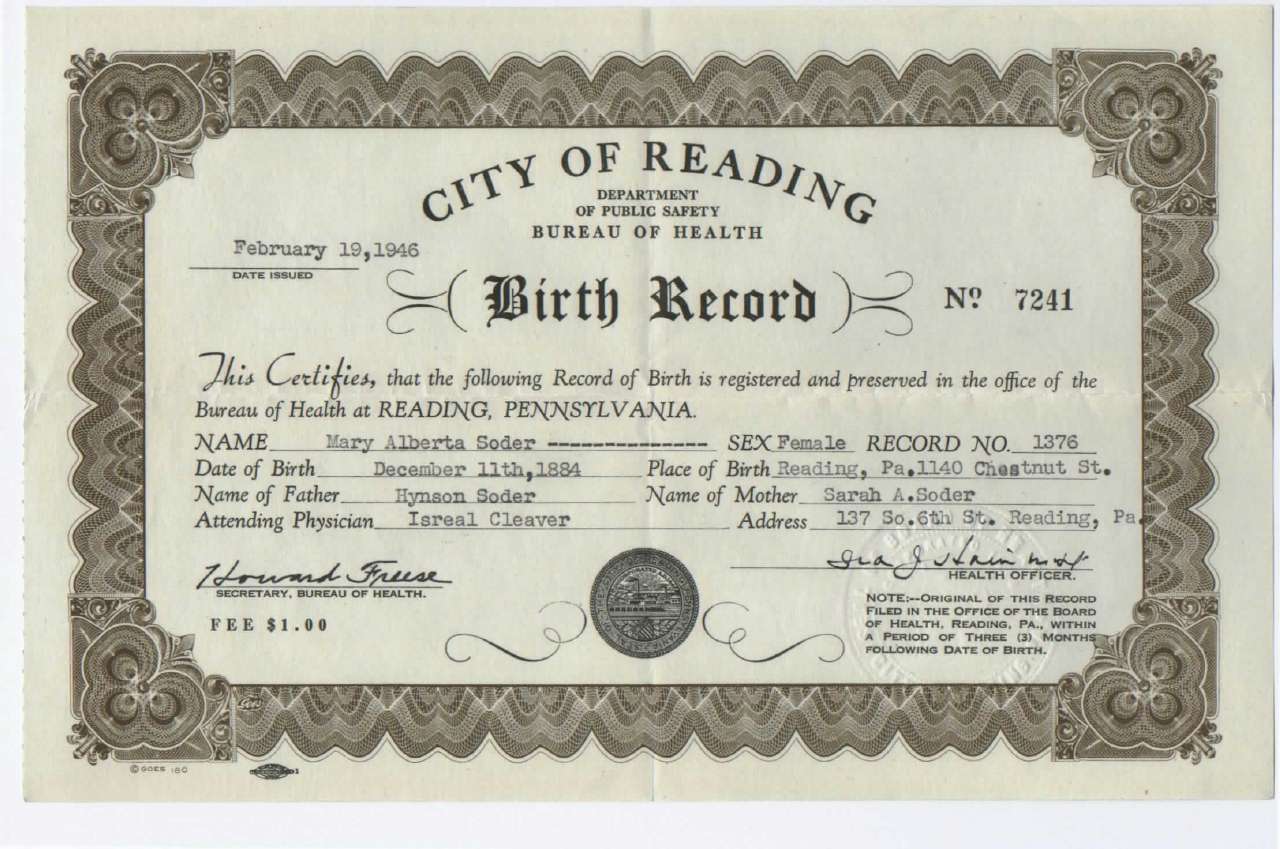 CITY OF READING
DEPARTMENT
OF PUBLIC SAFETY
BUREAU OF HEALTH
February 19,1946
DATE ISSUED
Birth Record
Nº 7241
This Certifies, that the following Record of Birth is registered and preserved in the office of the
Bureau of Health at READING, PENNSYLVANIA.
NAME Mary Alberta Soder -------------- SEX Female RECORD NO. 1376
Date of Birth December 11th,1884 Place of Birth Reading, Pa.1140 Chestnut St.
Name of Father Hynson Soder Name of Mother Sarah A.Soder
Attending Physician Isreal Cleaver Address 137 So.6th St. Reading, Pa
Howard Freese
SECRETARY, BUREAU OF HEALTH.
Ira J Hain M D
HEALTH OFFICER.
FEE $1.00
NOTE:--ORIGINAL OF THIS RECORD
FILED IN THE OFFICE OF THE BOARD
OF HEALTH, READING, PA., WITHIN
A PERIOD OF THREE (3) MONTHS
FOLLOWING DATE OF BIRTH.
© GOES 180